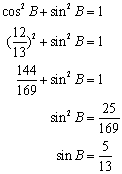 cos² B + sin² B = 1
(12/13)² + sin² B = 1
144/169 + sin² B = 1
sin² B = 25/169
sin B = 5/13